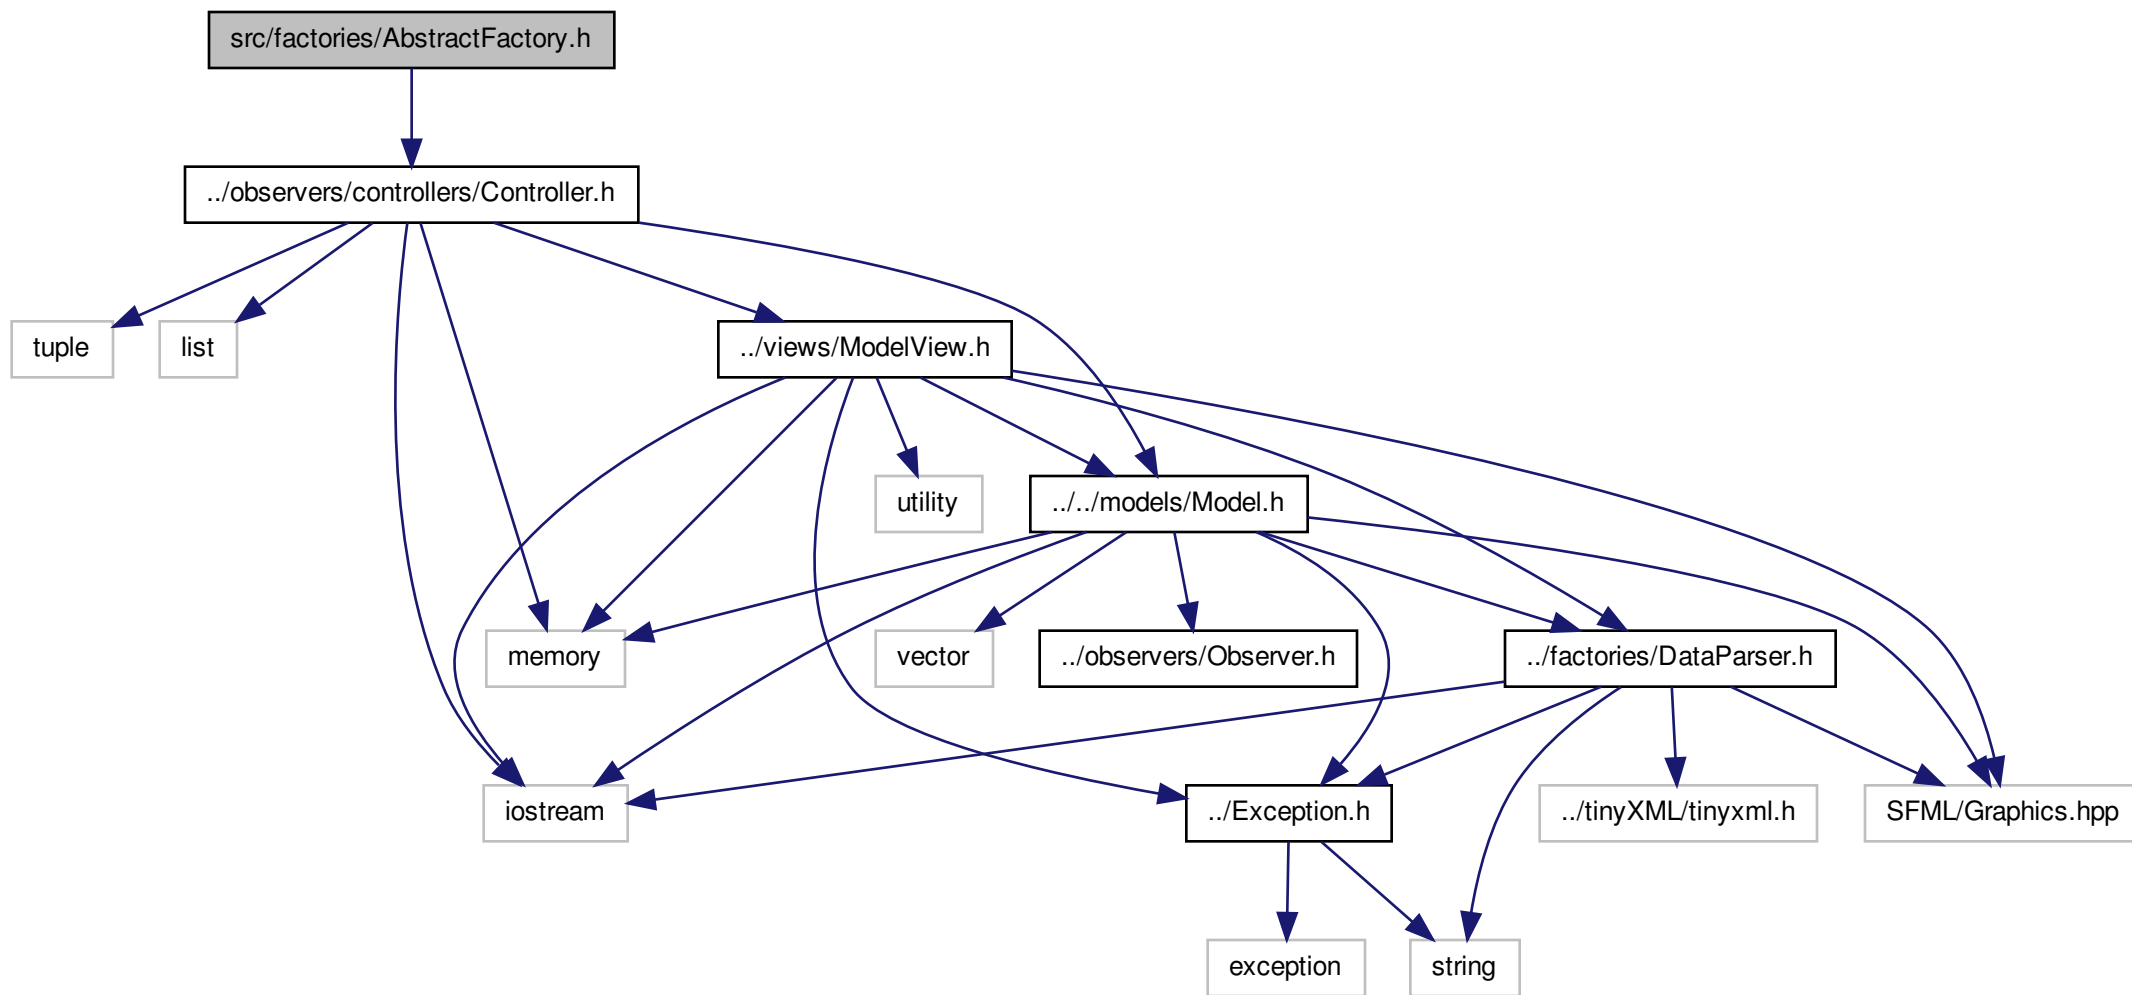 src/factories/AbstractFactory.h
../observers/controllers/Controller.h
tuple
list
../views/ModelView.h
utility
../../models/Model.h
memory
vector
../observers/Observer.h
../factories/DataParser.h
iostream
../Exception.h
../tinyXML/tinyxml.h
SFML/Graphics.hpp
exception
string